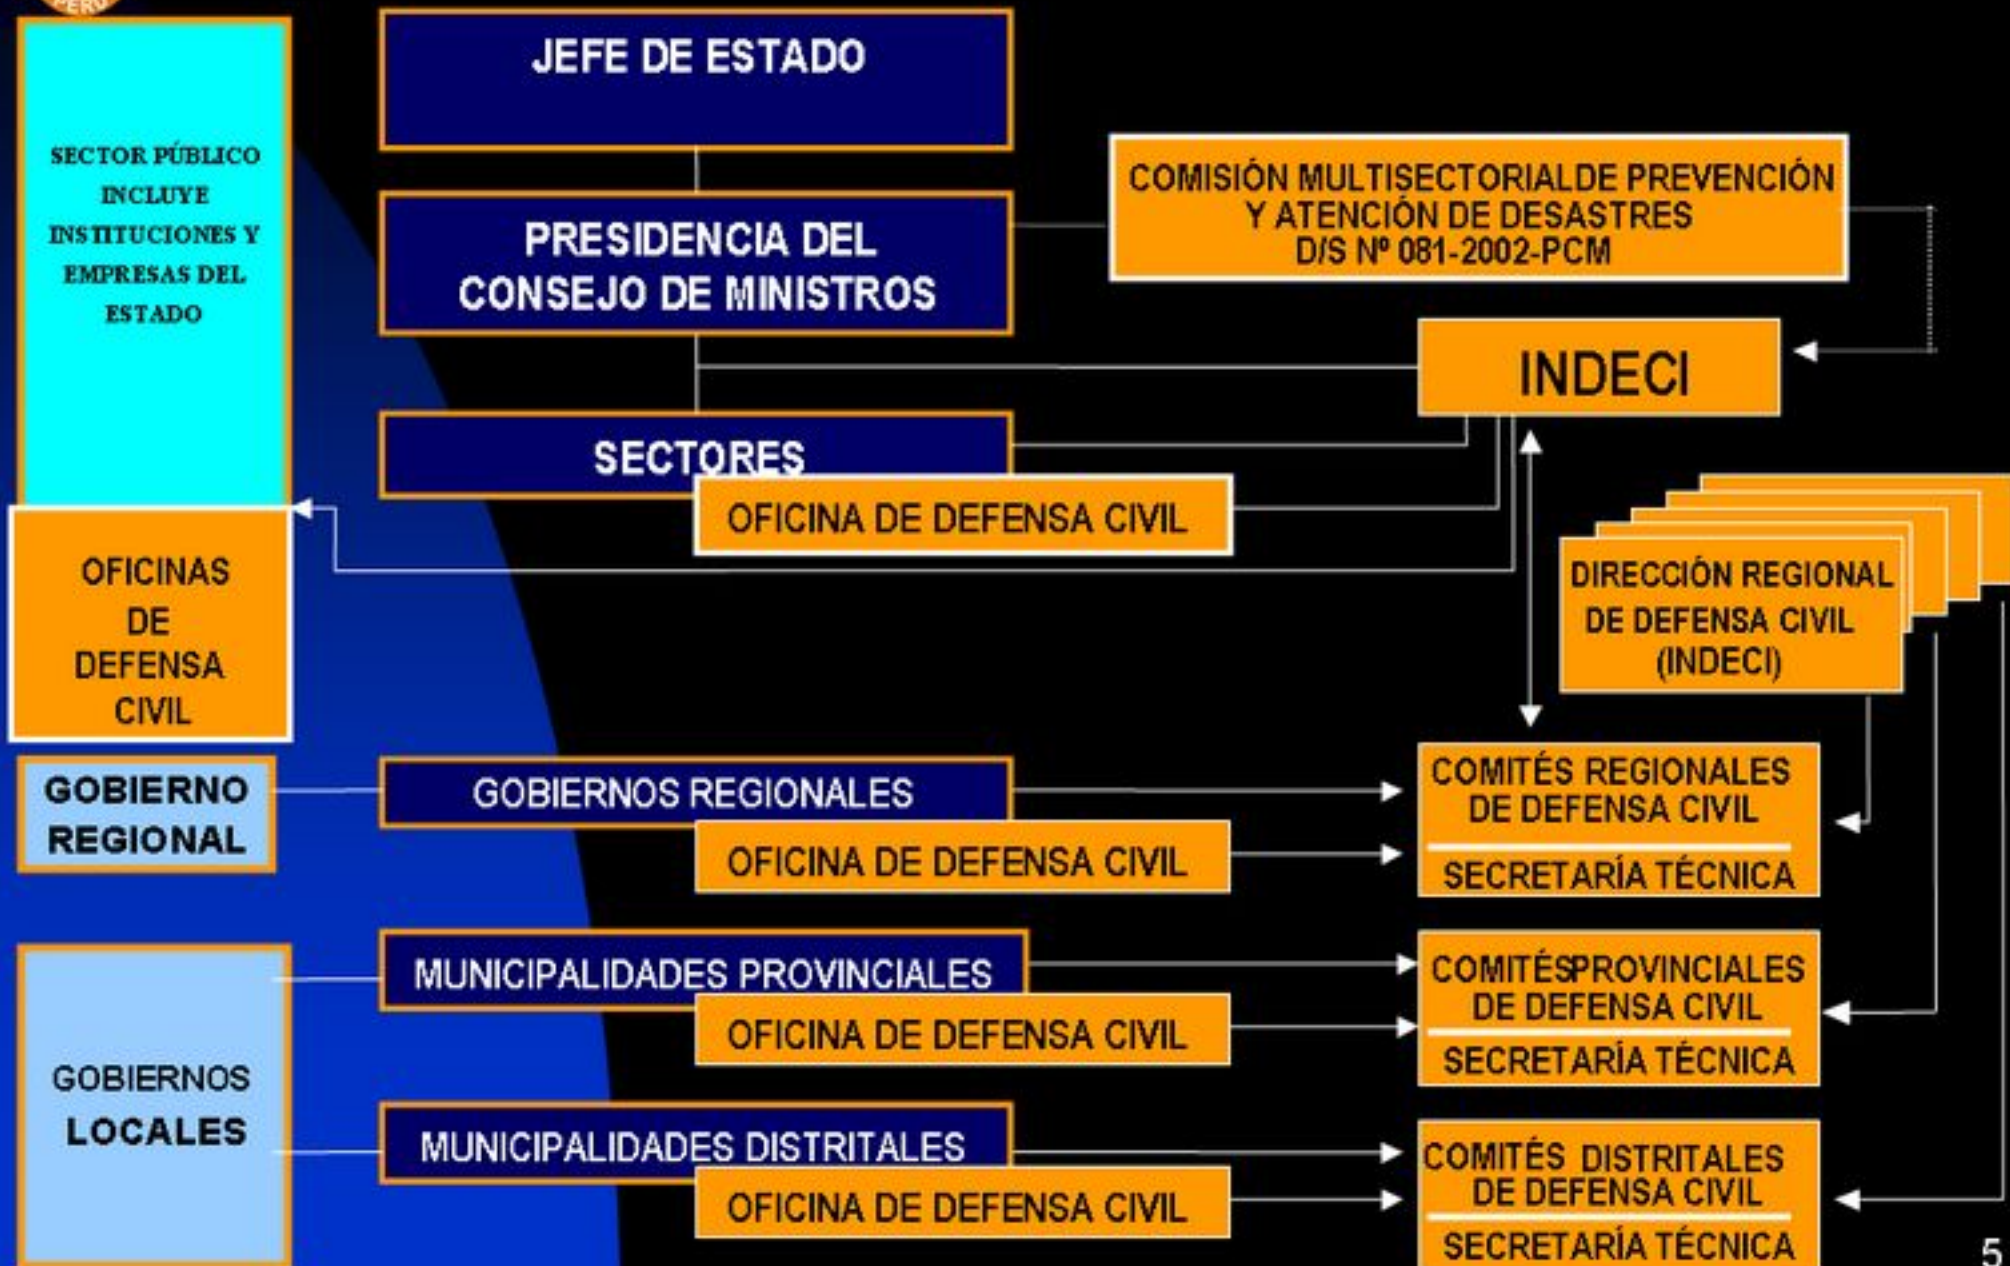 PERÚ
SECTOR PÚBLICO
INCLUYE
INSTITUCIONES Y
EMPRESAS DEL
ESTADO
OFICINAS
DE
DEFENSA
CIVIL
GOBIERNO
REGIONAL
GOBIERNOS
LOCALES
JEFE DE ESTADO
PRESIDENCIA DEL
CONSEJO DE MINISTROS
SECTORES
OFICINA DE DEFENSA CIVIL
COMISIÓN MULTISECTORIALDE PREVENCIÓN
Y ATENCIÓN DE DESASTRES
D/S Nº 081-2002-PCM
INDECI
DIRECCIÓN REGIONAL
DE DEFENSA CIVIL
(INDECI)
GOBIERNOS REGIONALES
OFICINA DE DEFENSA CIVIL
COMITÉS REGIONALES
DE DEFENSA CIVIL
SECRETARÍA TÉCNICA
MUNICIPALIDADES PROVINCIALES
OFICINA DE DEFENSA CIVIL
COMITÉSPROVINCIALES
DE DEFENSA CIVIL
SECRETARÍA TÉCNICA
MUNICIPALIDADES DISTRITALES
OFICINA DE DEFENSA CIVIL
COMITÉS DISTRITALES
DE DEFENSA CIVIL
SECRETARÍA TÉCNICA
5